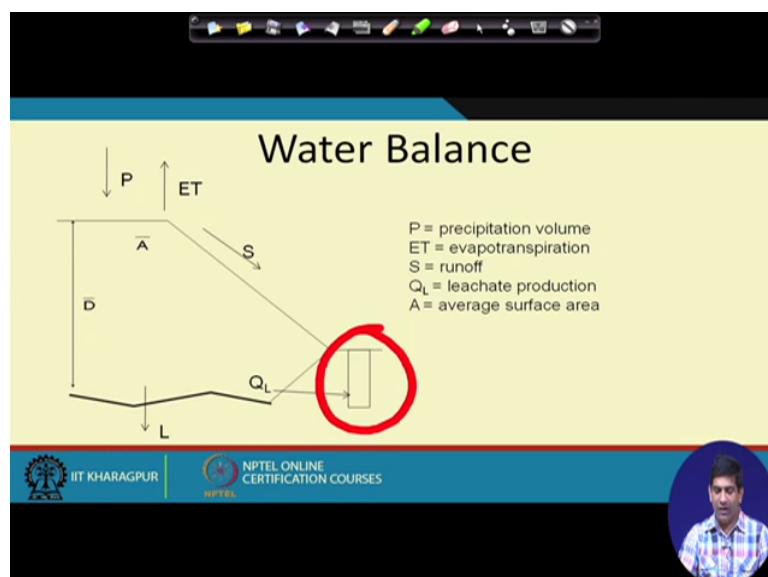 Water Balance
P
ET
A
S
D
QL
L
P = precipitation volume
ET = evapotranspiration
S = runoff
QL = leachate production
A = average surface area
IIT KHARAGPUR
NPTEL
NPTEL ONLINE
CERTIFICATION COURSES